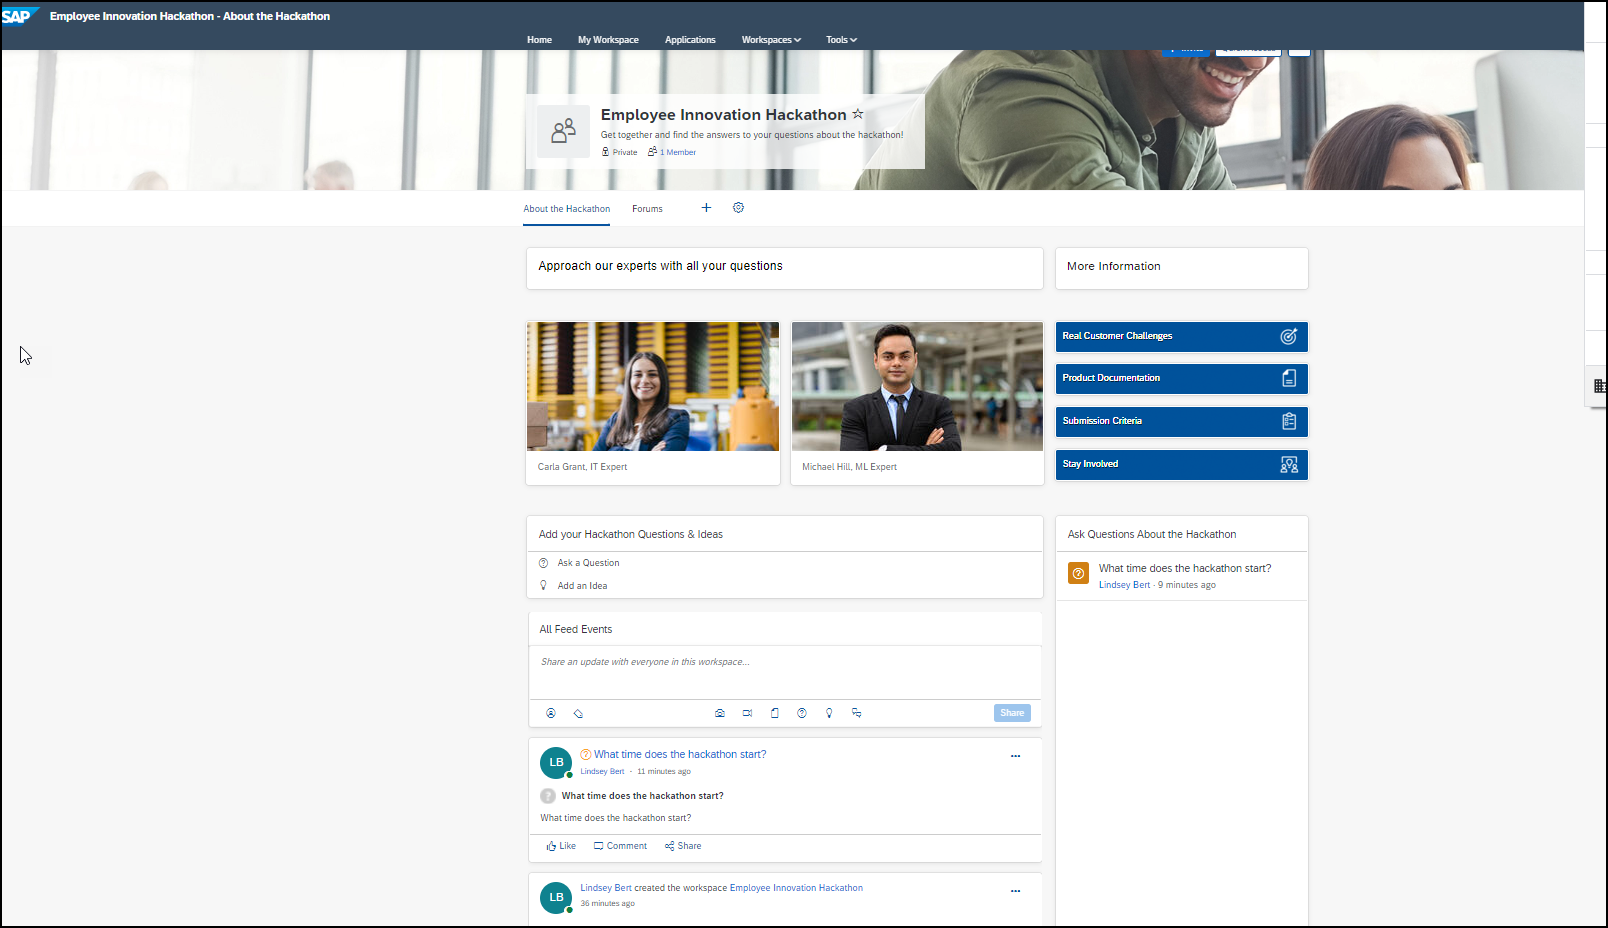 SAP Employee Innovation Hackathon - About the Hackathon
Home My Workspace Applications Workspaces Tools
Employee Innovation Hackathon
Get together and find the answers to your questions about the hackathon!
Private 1 Member
About the Hackathon Forums
Approach our experts with all your questions
More Information
Carla Grant, IT Expert
Michael Hill, ML Expert
Real Customer Challenges
Product Documentation
Submission Criteria
Stay Involved
Add your Hackathon Questions & Ideas
Ask a Question
Add an Idea
Ask Questions About the Hackathon
What time does the hackathon start?
Lindsey Bert · 9 minutes ago
All Feed Events
Share an update with everyone in this workspace...
Share
LB
What time does the hackathon start?
Lindsey Bert - 11 minutes ago
What time does the hackathon start?
What time does the hackathon start?
Like Comment Share
LB
Lindsey Bert created the workspace Employee Innovation Hackathon
36 minutes ago